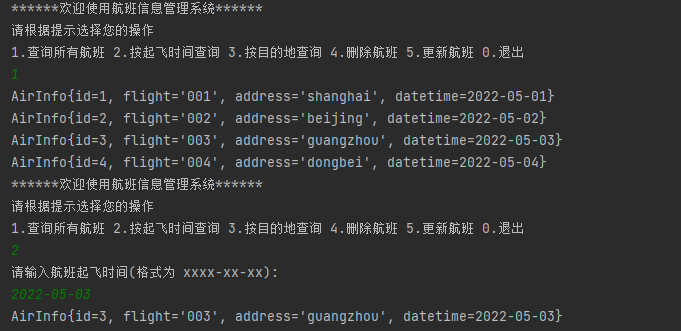 ******欢迎使用航班信息管理系统******
请根据提示选择您的操作
1.查询所有航班 2.按起飞时间查询 3.按目的地查询 4.删除航班 5.更新航班 0.退出
1
AirInfo{id=1, flight='001', address='shanghai', datetime=2022-05-01}
AirInfo{id=2, flight='002', address='beijing', datetime=2022-05-02}
AirInfo{id=3, flight='003', address='guangzhou', datetime=2022-05-03}
AirInfo{id=4, flight='004', address='dongbei', datetime=2022-05-04}
******欢迎使用航班信息管理系统******
请根据提示选择您的操作
1.查询所有航班 2.按起飞时间查询 3.按目的地查询 4.删除航班 5.更新航班 0.退出
2
请输入航班起飞时间(格式为 xxxx-xx-xx):
2022-05-03
AirInfo{id=3, flight='003', address='guangzhou', datetime=2022-05-03}